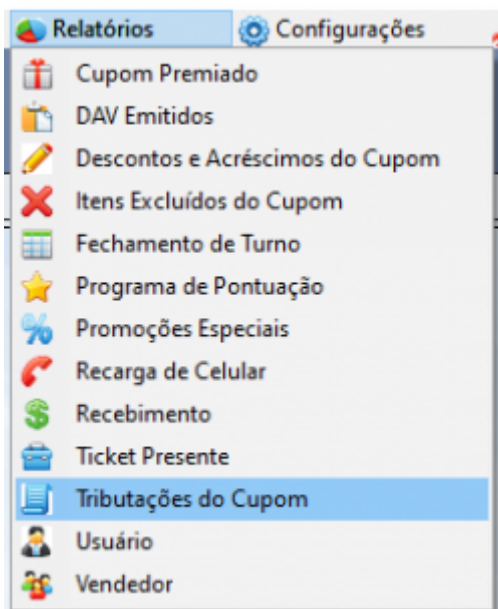 Relatórios Configurações
Cupom Premiado
DAV Emitidos
Descontos e Acréscimos do Cupom
Itens Excluídos do Cupom
Fechamento de Turno
Programa de Pontuação
Promoções Especiais
Recarga de Celular
Recebimento
Ticket Presente
Tributações do Cupom
Usuário
Vendedor